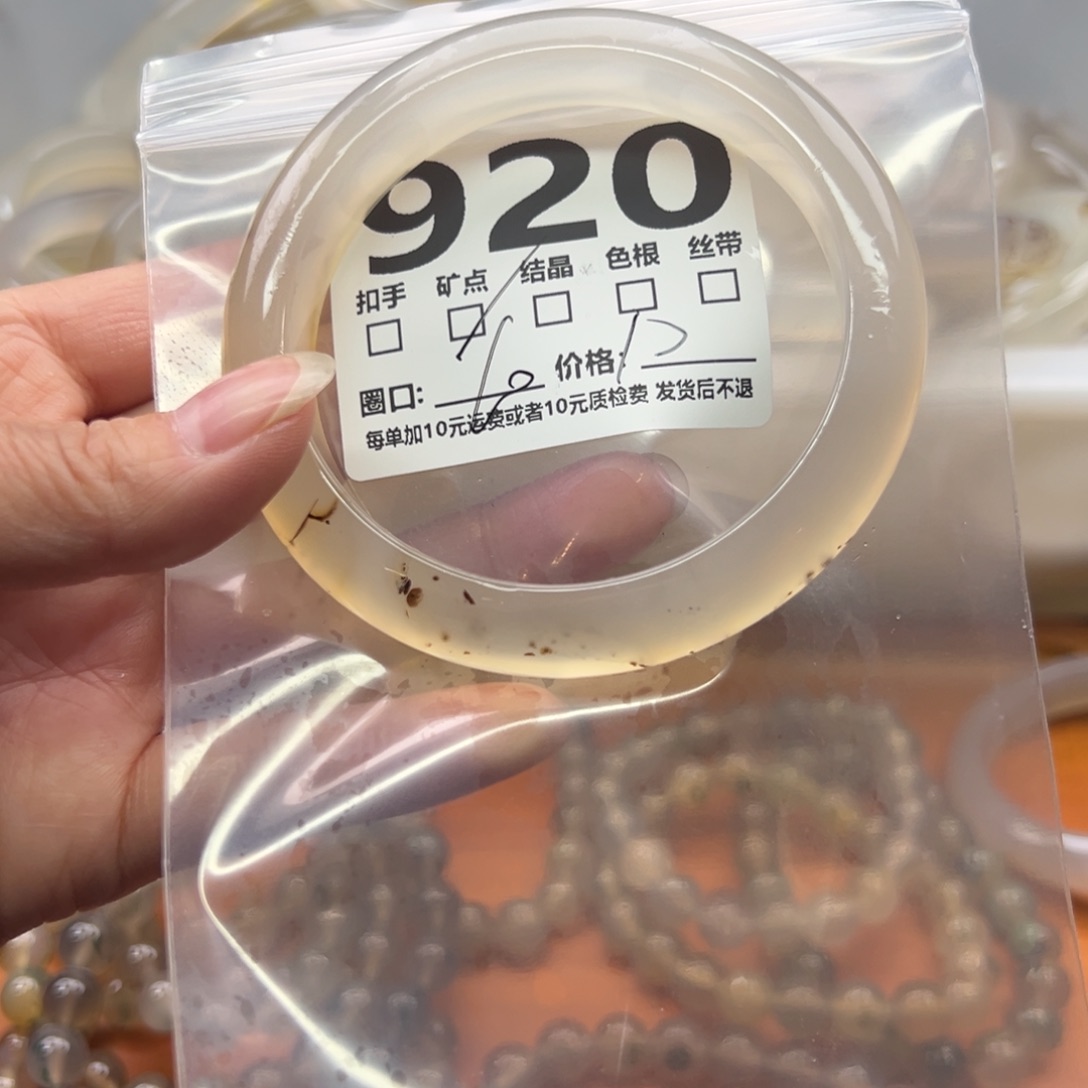 920
扣手 矿点 结晶 色根 丝带
圈口: 价格:
每单加10元运费或者10元质检费 发货后不退